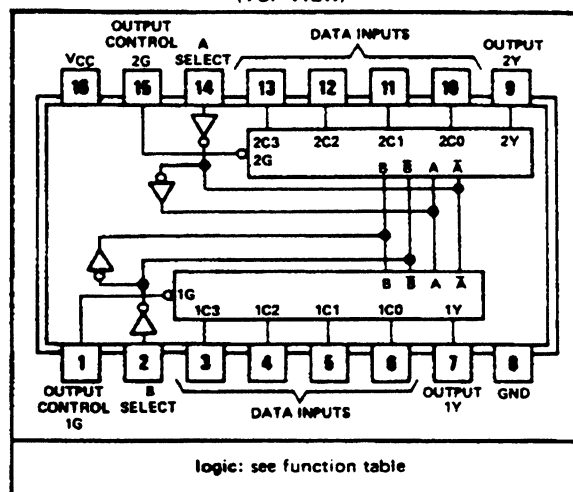 OUTPUT
CONTROL
2G
A
SELECT
DATA INPUTS
OUTPUT
2Y
VCC
16 15 14 13 12 11 10 9
2C3 2C2 2C1 2C0 2Y
2G
B B̅ A A̅
B B̅ A A̅
1G
1C3 1C2 1C1 1C0 1Y
1 2 3 4 5 6 7 8
OUTPUT
CONTROL
1G
B
SELECT
DATA INPUTS
OUTPUT
1Y
GND
logic: see function table